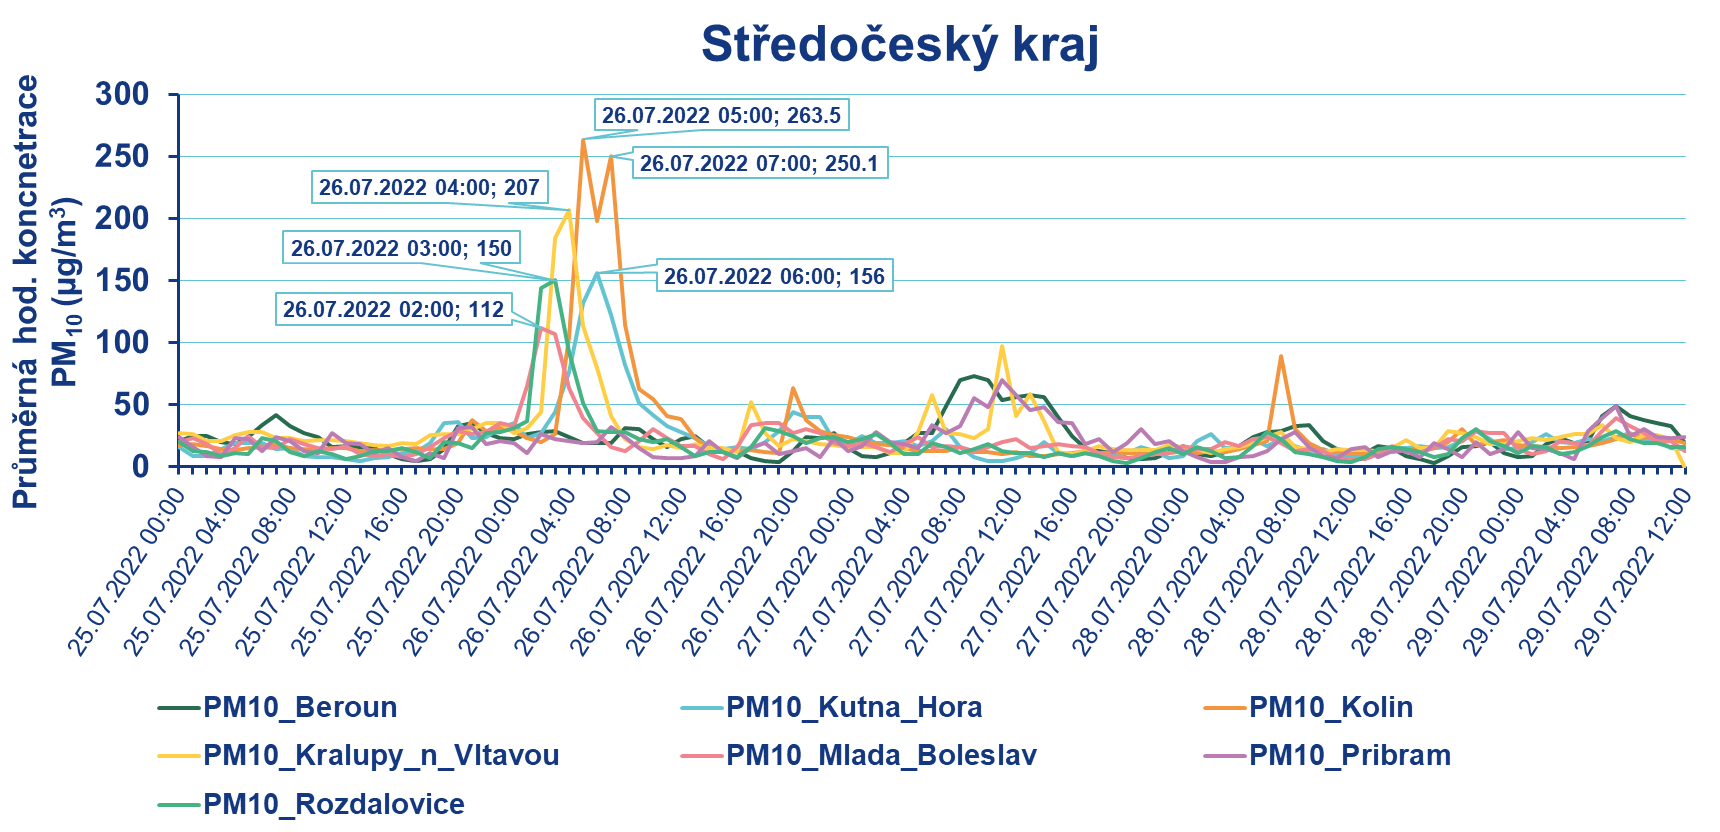 Středočeský kraj
Průměrná hod. koncnetrace
PM10 (µg/m3)
300
250
200
150
100
50
0
26.07.2022 05:00; 263.5
26.07.2022 07:00; 250.1
26.07.2022 04:00; 207
26.07.2022 03:00; 150
26.07.2022 06:00; 156
26.07.2022 02:00; 112
25.07.2022 00:00
25.07.2022 04:00
25.07.2022 08:00
25.07.2022 12:00
25.07.2022 16:00
25.07.2022 20:00
26.07.2022 00:00
26.07.2022 04:00
26.07.2022 08:00
26.07.2022 12:00
26.07.2022 16:00
26.07.2022 20:00
27.07.2022 00:00
27.07.2022 04:00
27.07.2022 08:00
27.07.2022 12:00
27.07.2022 16:00
27.07.2022 20:00
28.07.2022 00:00
28.07.2022 04:00
28.07.2022 08:00
28.07.2022 12:00
28.07.2022 16:00
28.07.2022 20:00
29.07.2022 00:00
29.07.2022 04:00
29.07.2022 08:00
29.07.2022 12:00
PM10_Beroun
PM10_Kutna_Hora
PM10_Kolin
PM10_Kralupy_n_Vltavou
PM10_Mlada_Boleslav
PM10_Pribram
PM10_Rozdalovice